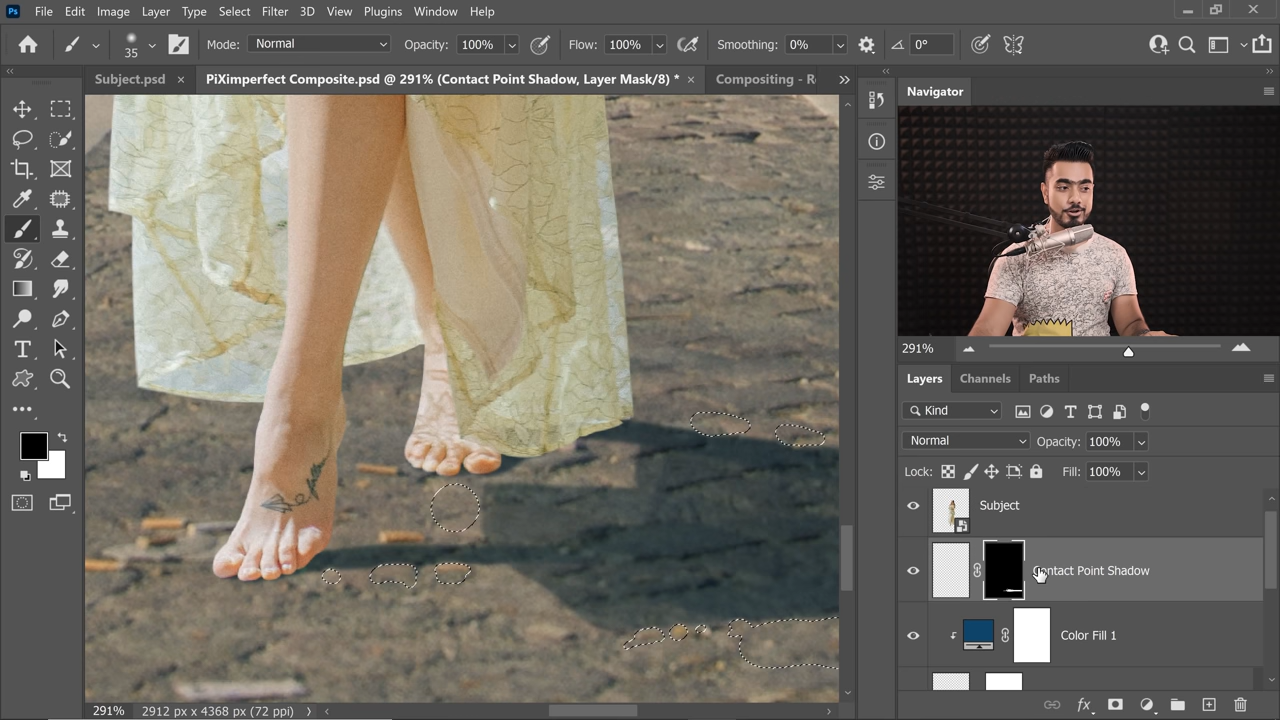 Ps File Edit Image Layer Type Select Filter 3D View Plugins Window Help
35 Mode: Normal Opacity: 100% Flow: 100% Smoothing: 0% 0°
Subject.psd × PiXimperfect Composite.psd @ 291% (Contact Point Shadow, Layer Mask/8) * × Compositing - R
Navigator
291%
Layers Channels Paths
Kind
Normal Opacity: 100%
Lock: Fill: 100%
Subject
Contact Point Shadow
Color Fill 1
291% 2912 px x 4368 px (72 ppi)
fx